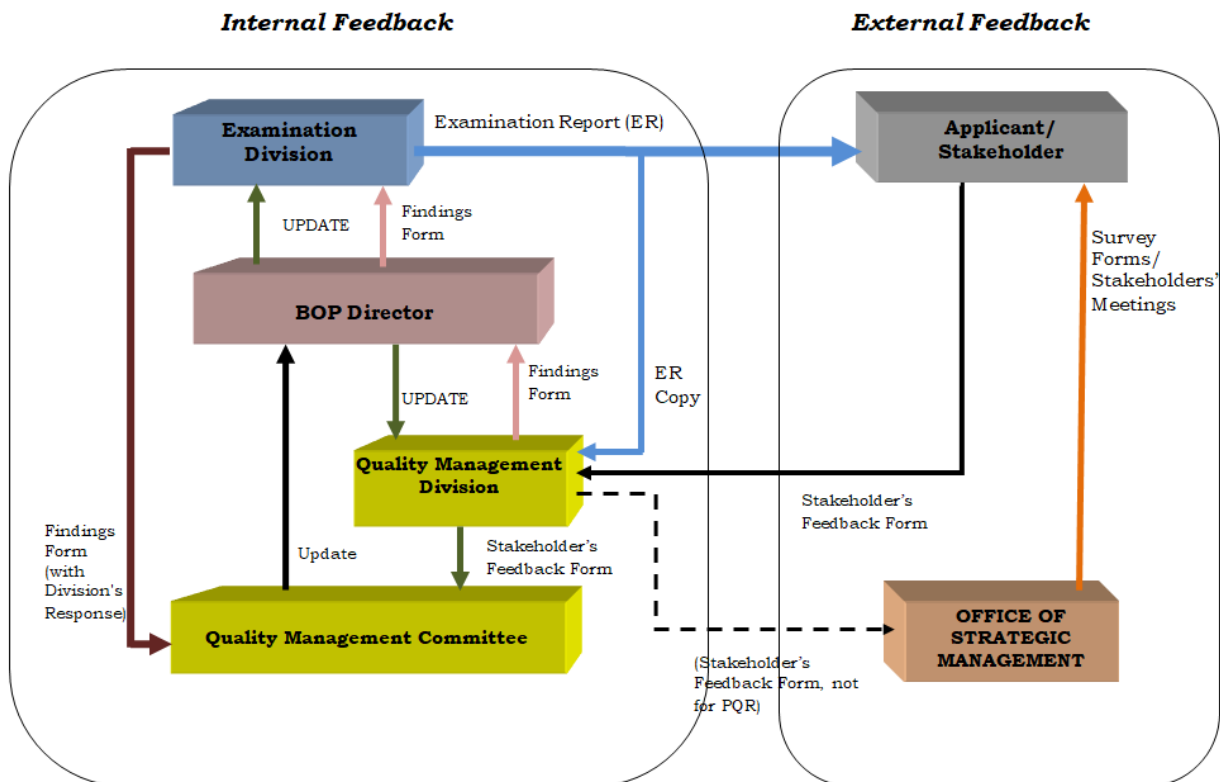 Internal Feedback
External Feedback
Examination
Division
Examination Report (ER)
Applicant/
Stakeholder
UPDATE
Findings
Form
Survey
Forms/
Stakeholders'
Meetings
BOP Director
UPDATE
Findings
Form
ER
Copy
Quality Management
Division
Stakeholder's
Feedback Form
Findings
Form
(with
Division's
Response)
Update
Stakeholder's
Feedback Form
Quality Management Committee
OFFICE OF
STRATEGIC
MANAGEMENT
(Stakeholder's
Feedback Form, not
for PQR)